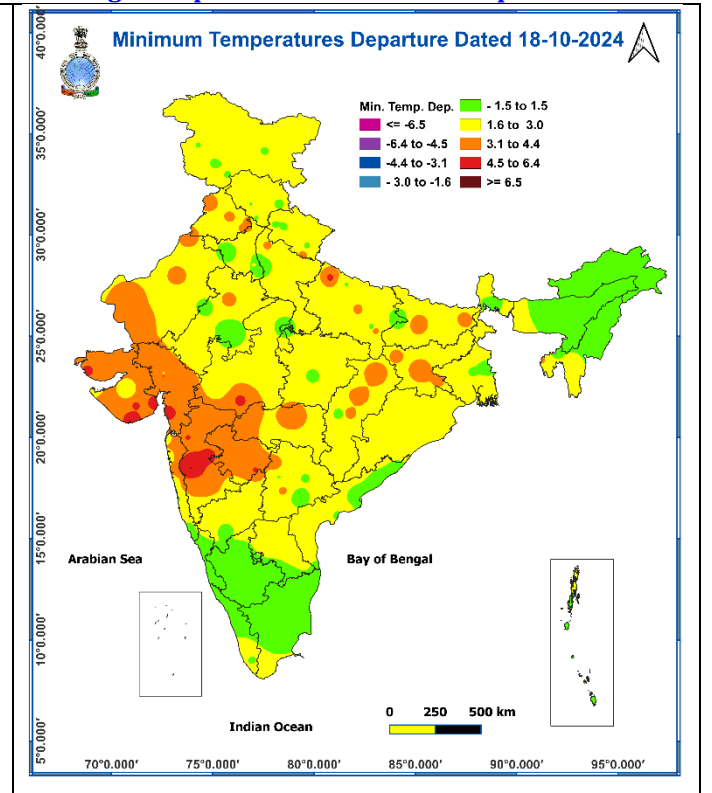 Minimum Temperatures Departure Dated 18-10-2024
Min. Temp. Dep.
<= -6.5
-6.4 to -4.5
-4.4 to -3.1
- 3.0 to -1.6
- 1.5 to 1.5
1.6 to 3.0
3.1 to 4.4
4.5 to 6.4
>= 6.5
40°0.000'
35°0.000'
30°0.000'
25°0.000'
20°0.000'
15°0.000'
10°0.000'
5°0.000'
Arabian Sea
Bay of Bengal
Indian Ocean
0 250 500 km
70°0.000' 75°0.000' 80°0.000' 85°0.000' 90°0.000' 95°0.000'